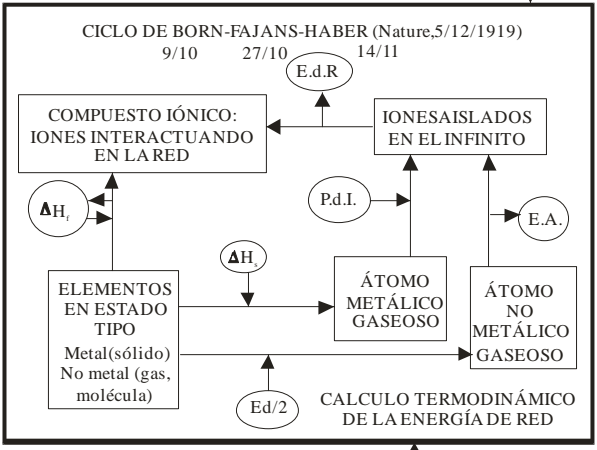 CICLO DE BORN-FAJANS-HABER (Nature,5/12/1919)
9/10 27/10 14/11
E.d.R
COMPUESTO IÓNICO:
IONES INTERACTUANDO
EN LA RED
IONESAISLADOS
EN EL INFINITO
ΔHf
P.d.I.
E.A.
ΔHs
ELEMENTOS
EN ESTADO
TIPO
Metal(sólido)
No metal (gas,
molécula)
ÁTOMO
METÁLICO
GASEOSO
ÁTOMO
NO
METÁLICO
GASEOSO
Ed/2
CALCULO TERMODINÁMICO
DE LA ENERGÍA DE RED